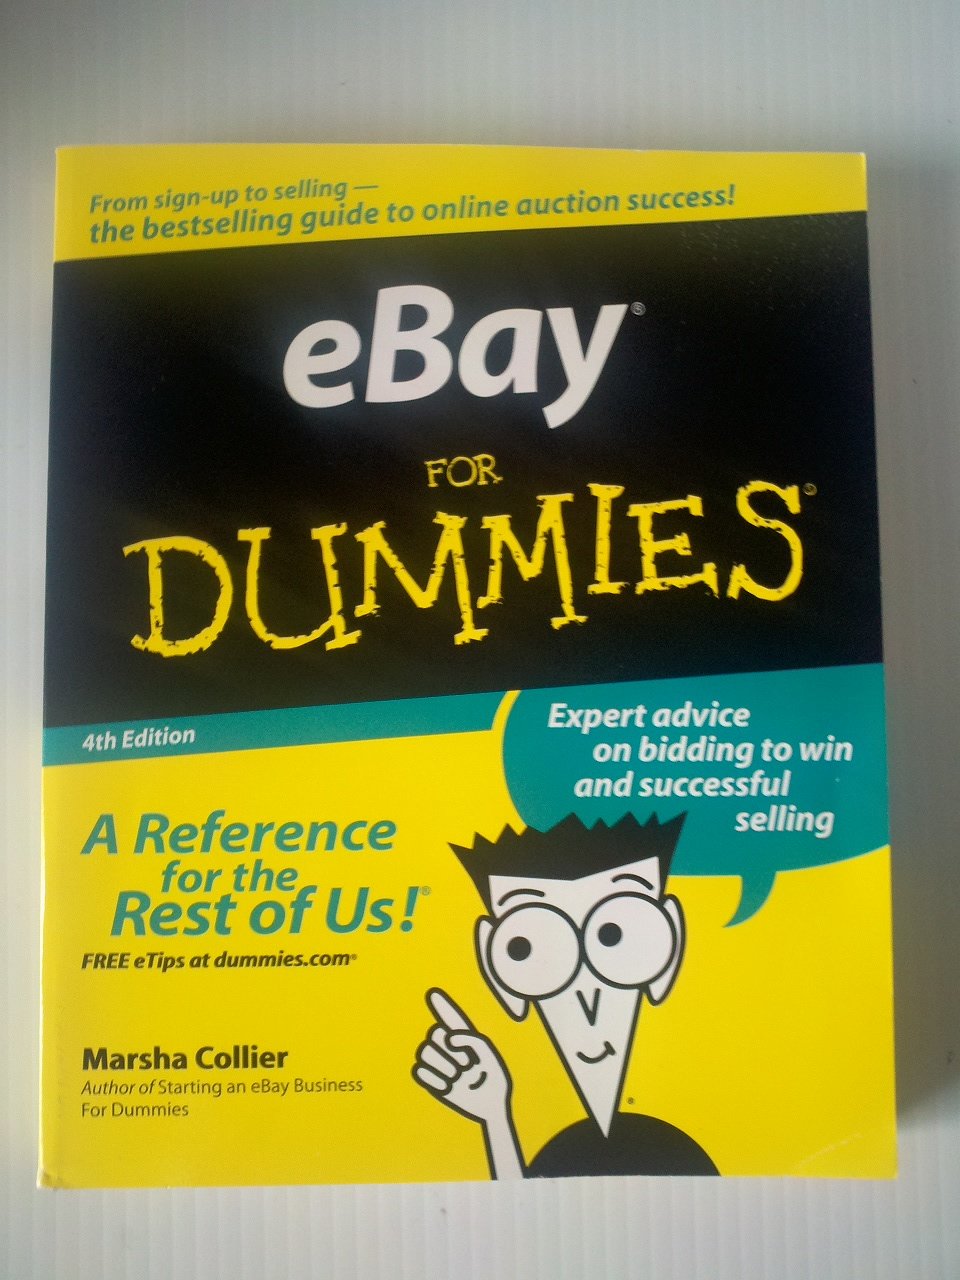 From sign-up to selling —
the bestselling guide to online auction success!
eBay®
FOR
DUMMIES®
4th Edition
Expert advice
on bidding to win
and successful
selling
A Reference
for the
Rest of Us!®
FREE eTips at dummies.com®
Marsha Collier
Author of Starting an eBay Business
For Dummies
®